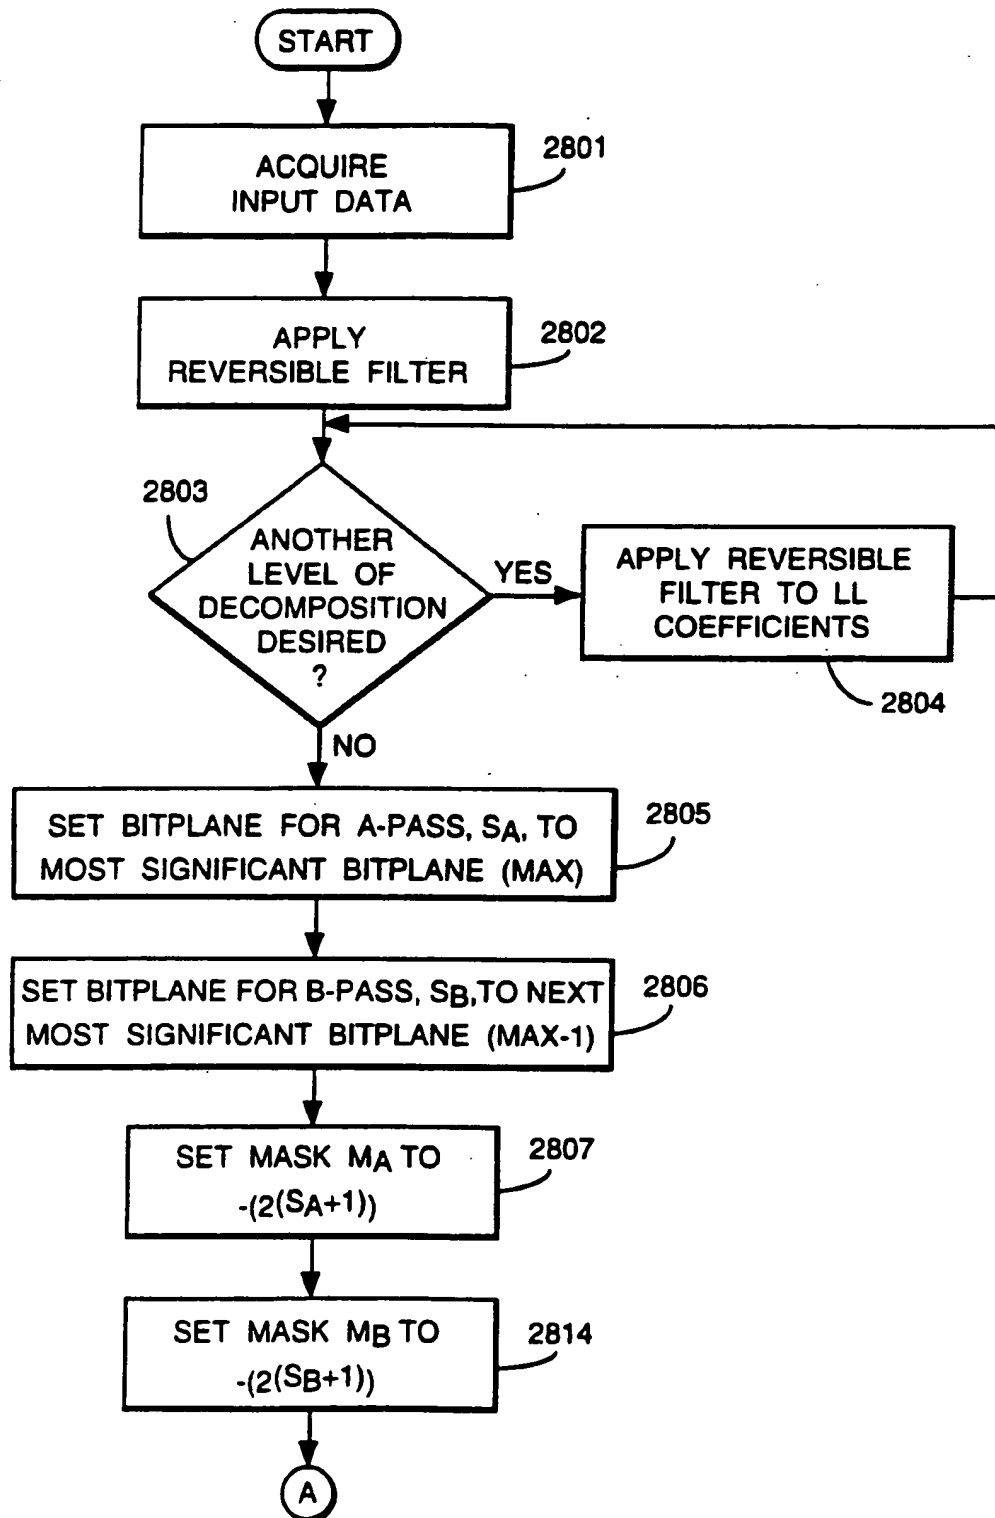 START
ACQUIRE
INPUT DATA
2801
APPLY
REVERSIBLE FILTER
2802
2803
ANOTHER
LEVEL OF
DECOMPOSITION
DESIRED
?
YES
APPLY REVERSIBLE
FILTER TO LL
COEFFICIENTS
2804
NO
SET BITPLANE FOR A-PASS, SA, TO
MOST SIGNIFICANT BITPLANE (MAX)
2805
SET BITPLANE FOR B-PASS, SB, TO NEXT
MOST SIGNIFICANT BITPLANE (MAX-1)
2806
SET MASK MA TO
-(2(SA+1))
2807
SET MASK MB TO
-(2(SB+1))
2814
A